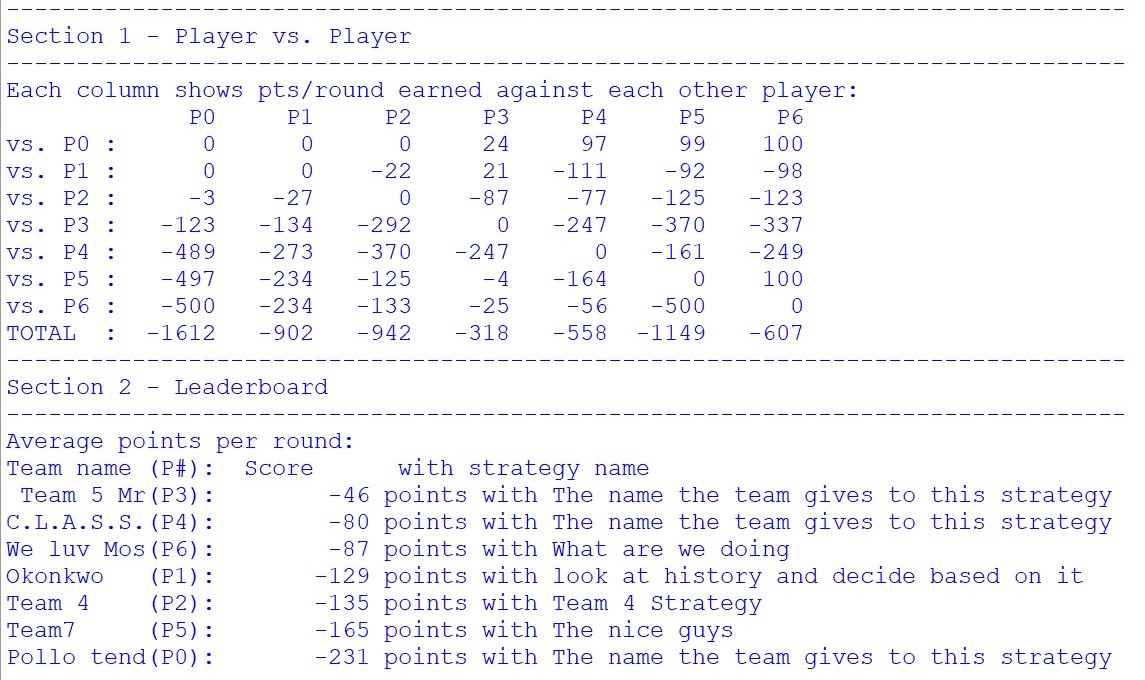 --------------------------------------------------------------------------------
Section 1 - Player vs. Player
--------------------------------------------------------------------------------
Each column shows pts/round earned against each other player:
             P0     P1     P2     P3     P4     P5     P6
vs. P0 :      0      0      0     24     97     99    100
vs. P1 :      0      0    -22     21   -111    -92    -98
vs. P2 :     -3    -27      0    -87    -77   -125   -123
vs. P3 :   -123   -134   -292      0   -247   -370   -337
vs. P4 :   -489   -273   -370   -247      0   -161   -249
vs. P5 :   -497   -234   -125     -4   -164      0    100
vs. P6 :   -500   -234   -133    -25    -56   -500      0
TOTAL  :  -1612   -902   -942   -318   -558  -1149   -607
--------------------------------------------------------------------------------
Section 2 - Leaderboard
--------------------------------------------------------------------------------
Average points per round:
Team name (P#):  Score      with strategy name
 Team 5 Mr(P3):        -46 points with The name the team gives to this strategy
C.L.A.S.S.(P4):        -80 points with The name the team gives to this strategy
We luv Mos(P6):        -87 points with What are we doing
Okonkwo   (P1):       -129 points with look at history and decide based on it
Team 4    (P2):       -135 points with Team 4 Strategy
Team7     (P5):       -165 points with The nice guys
Pollo tend(P0):       -231 points with The name the team gives to this strategy